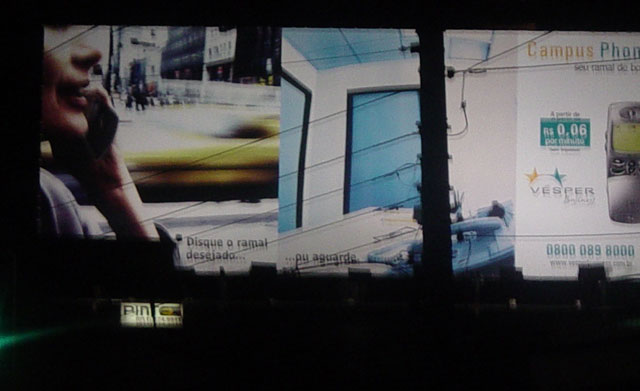 Campus Phon
seu ramal de bo
A partir de
R$ 0,06
por minuto
VÉSPER
Disque o ramal
desejado...
...ou aguarde
0800 089 8000